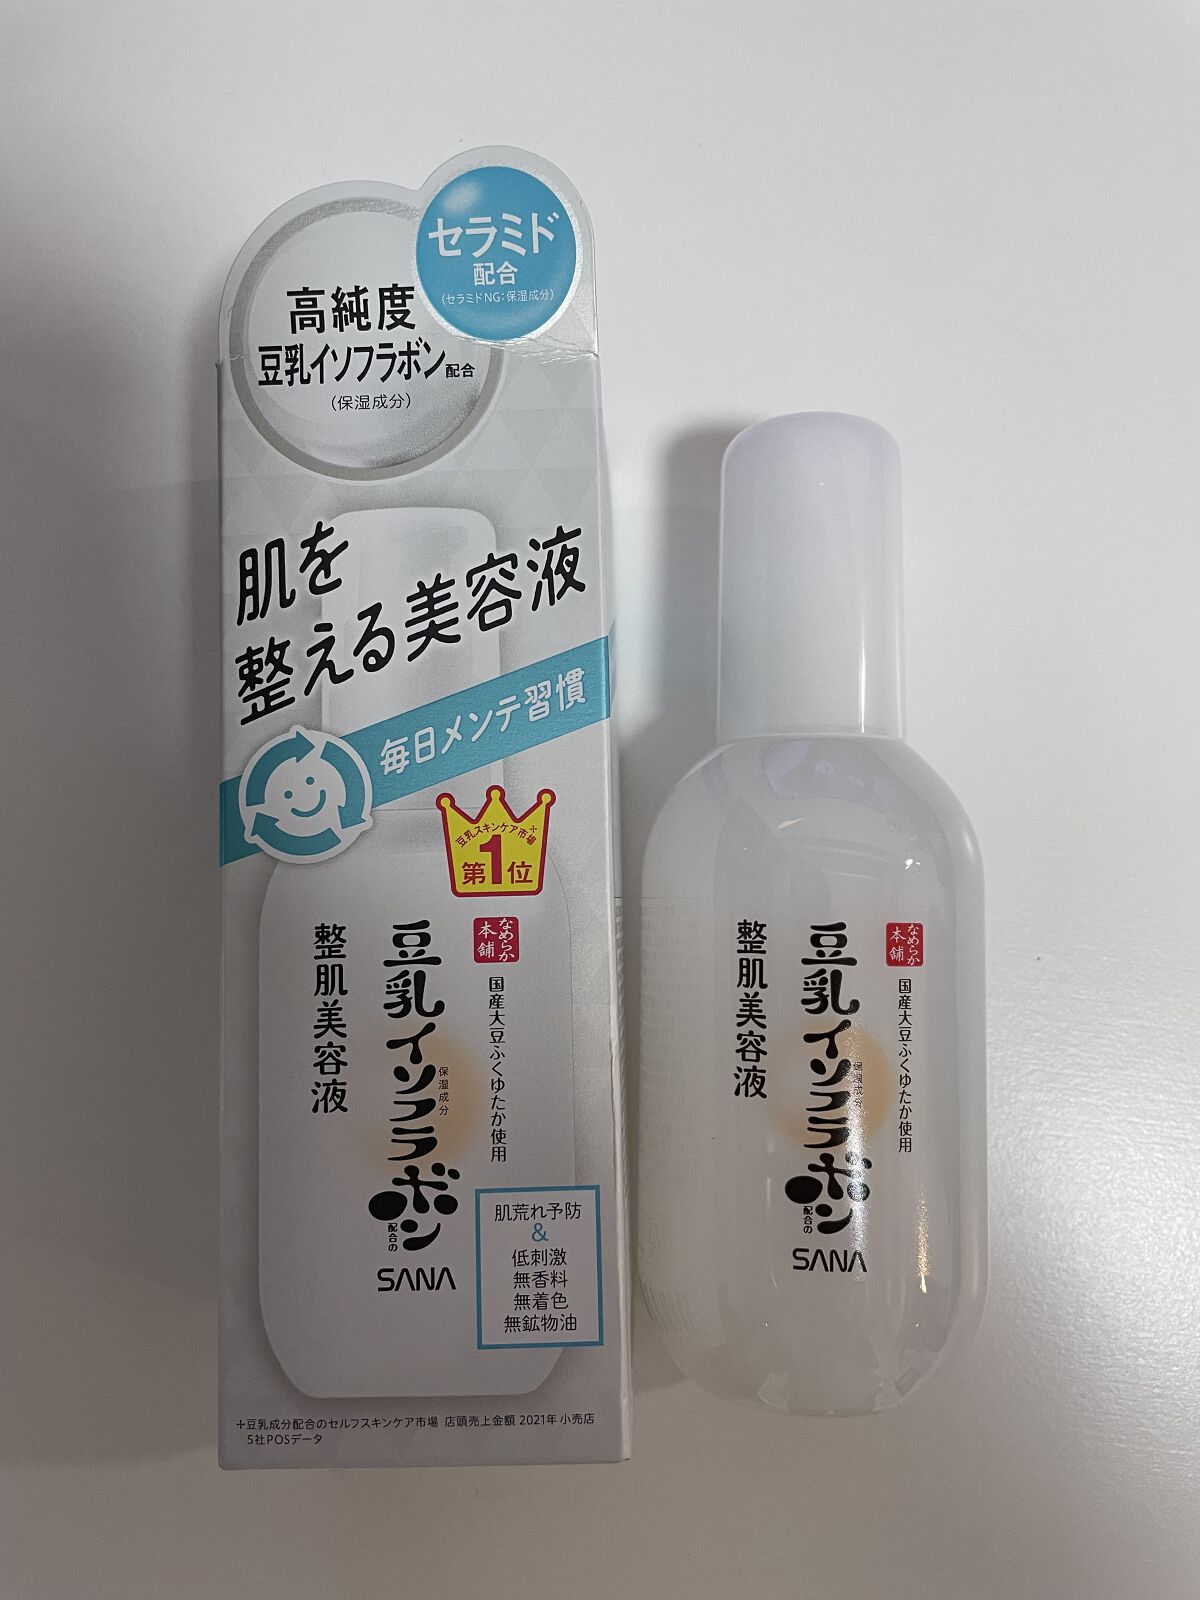 セラミド
配合
(セラミドNG:保湿成分)
高純度
豆乳イソフラボン配合
(保湿成分)
肌を
整える美容液
毎日メンテ習慣
豆乳スキンケア市場※
第1位
なめらか
本舗
国産大豆ふくゆたか使用
豆乳イソフラボン
保湿成分
配合の
整肌美容液
SANA
肌荒れ予防
&
低刺激
無香料
無着色
無鉱物油
※豆乳成分配合のセルフスキンケア市場 店頭売上金額 2021年 小売店
5社POSデータ
なめらか
本舗
国産大豆ふくゆたか使用
豆乳イソフラボン
保湿成分
配合の
整肌美容液
SANA